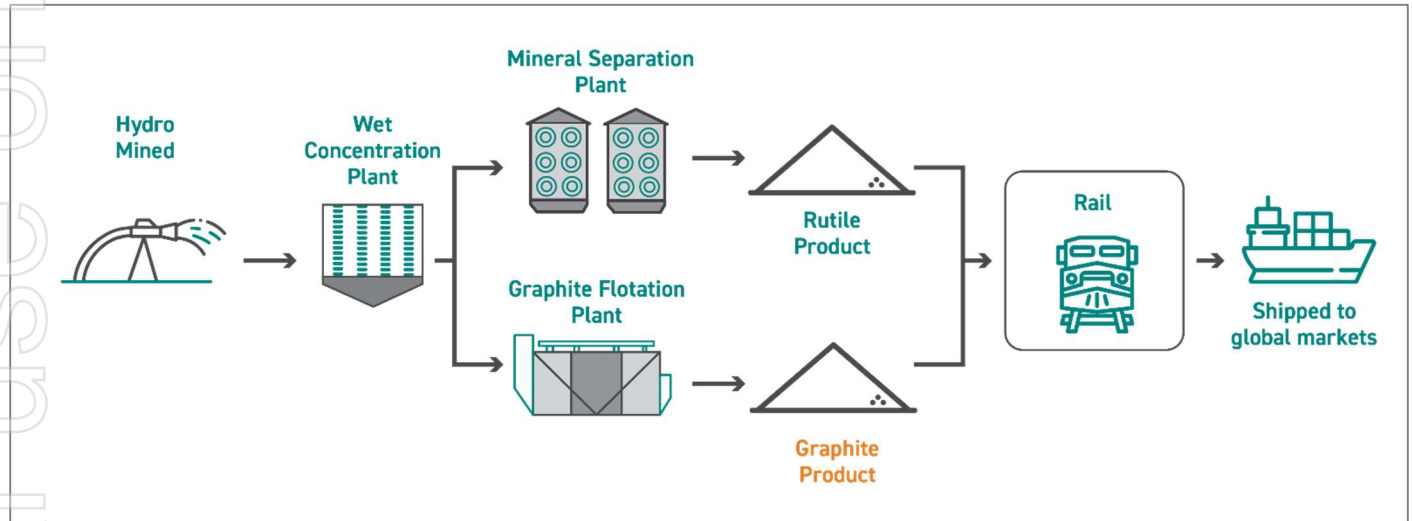 Hydro
Mined
Wet
Concentration
Plant
Mineral Separation
Plant
Graphite Flotation
Plant
Rutile
Product
Graphite
Product
Rail
Shipped to
global markets